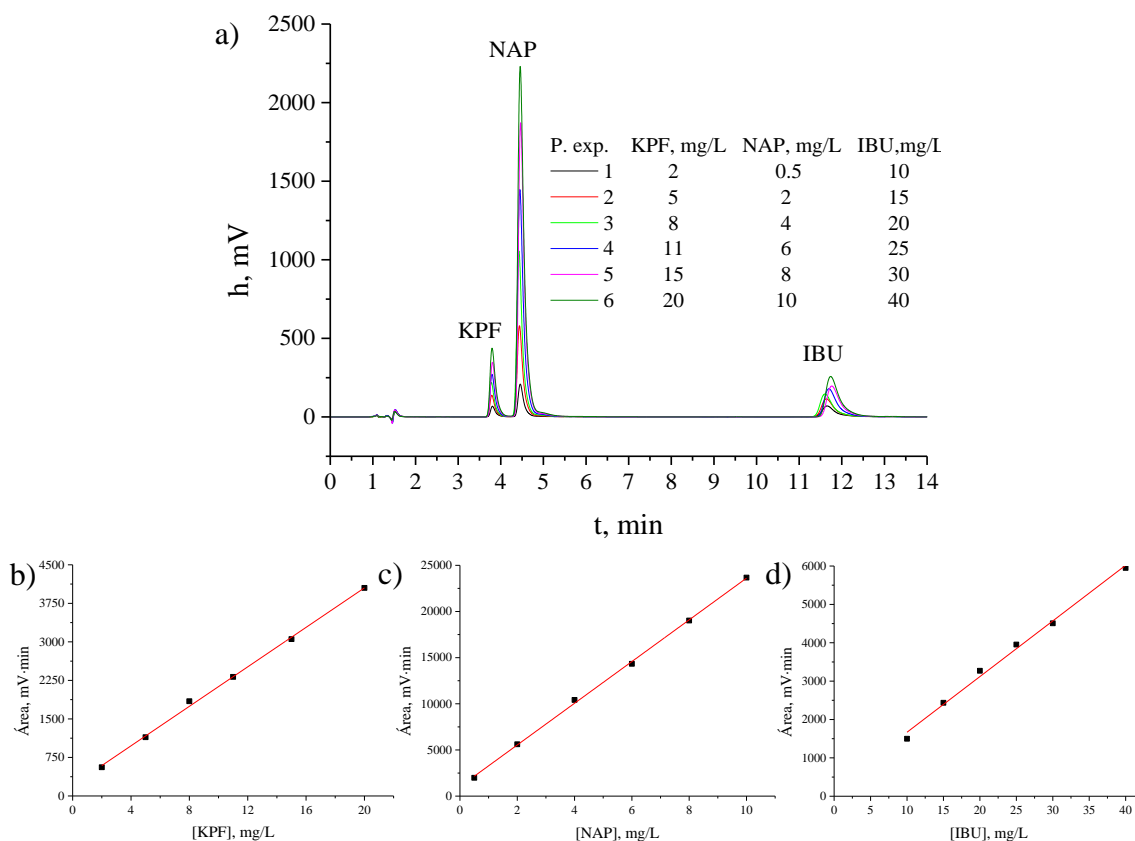 a)
2500
2000
1500
1000
500
0
h, mV
NAP
KPF
IBU
P. exp. KPF, mg/L NAP, mg/L IBU,mg/L
1 2 0.5 10
2 5 2 15
3 8 4 20
4 11 6 25
5 15 8 30
6 20 10 40
0 1 2 3 4 5 6 7 8 9 10 11 12 13 14
t, min
b)
4500
3750
3000
2250
1500
750
0
Área, mV·min
0 4 8 12 16 20
[KPF], mg/L
c)
25000
20000
15000
10000
5000
0
Área, mV·min
0 2 4 6 8 10
[NAP], mg/L
d)
6000
5000
4000
3000
2000
1000
0
Área, mV·min
0 5 10 15 20 25 30 35 40
[IBU], mg/L